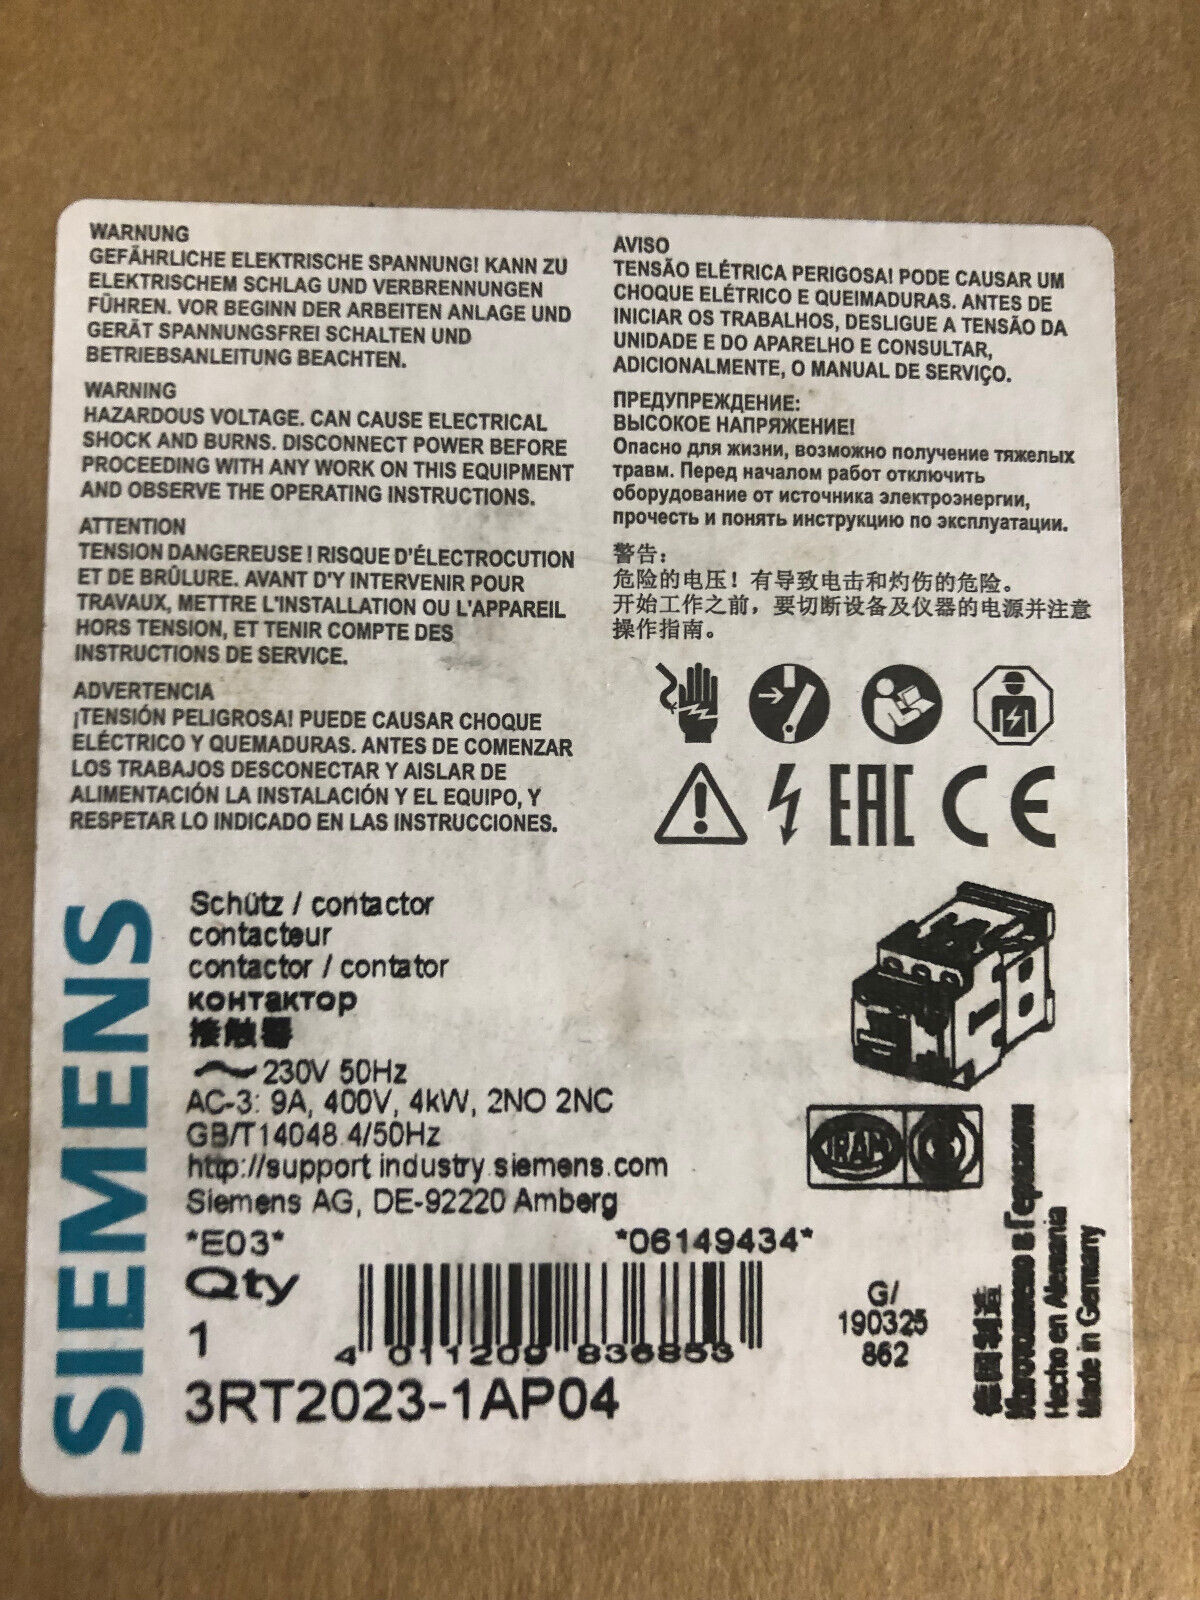 WARNUNG
GEFÄHRLICHE ELEKTRISCHE SPANNUNG! KANN ZU
ELEKTRISCHEM SCHLAG UND VERBRENNUNGEN
FÜHREN. VOR BEGINN DER ARBEITEN ANLAGE UND
GERÄT SPANNUNGSFREI SCHALTEN UND
BETRIEBSANLEITUNG BEACHTEN.
WARNING
HAZARDOUS VOLTAGE. CAN CAUSE ELECTRICAL
SHOCK AND BURNS. DISCONNECT POWER BEFORE
PROCEEDING WITH ANY WORK ON THIS EQUIPMENT
AND OBSERVE THE OPERATING INSTRUCTIONS.
ATTENTION
TENSION DANGEREUSE ! RISQUE D'ÉLECTROCUTION
ET DE BRÛLURE. AVANT D'Y INTERVENIR POUR
TRAVAUX, METTRE L'INSTALLATION OU L'APPAREIL
HORS TENSION, ET TENIR COMPTE DES
INSTRUCTIONS DE SERVICE.
ADVERTENCIA
¡TENSIÓN PELIGROSA! PUEDE CAUSAR CHOQUE
ELÉCTRICO Y QUEMADURAS. ANTES DE COMENZAR
LOS TRABAJOS DESCONECTAR Y AISLAR DE
ALIMENTACIÓN LA INSTALACIÓN Y EL EQUIPO, Y
RESPETAR LO INDICADO EN LAS INSTRUCCIONES.
AVISO
TENSÃO ELÉTRICA PERIGOSA! PODE CAUSAR UM
CHOQUE ELÉTRICO E QUEIMADURAS. ANTES DE
INICIAR OS TRABALHOS, DESLIGUE A TENSÃO DA
UNIDADE E DO APARELHO E CONSULTAR,
ADICIONALMENTE, O MANUAL DE SERVIÇO.
ПРЕДУПРЕЖДЕНИЕ:
ВЫСОКОЕ НАПРЯЖЕНИЕ!
Опасно для жизни, возможно получение тяжелых
травм. Перед началом работ отключить
оборудование от источника электроэнергии,
прочесть и понять инструкцию по эксплуатации.
警告：
危险的电压！有导致电击和灼伤的危险。
开始工作之前，要切断设备及仪器的电源并注意
操作指南。
EAC CE
SIEMENS
Schütz / contactor
contacteur
contactor / contator
контактор
接触器
~ 230V 50Hz
AC-3: 9A, 400V, 4kW, 2NO 2NC
GB/T14048.4/50Hz
http://support.industry.siemens.com
Siemens AG, DE-92220 Amberg
*E03* *06149434*
Qty
1
4 011209 836853
3RT2023-1AP04
IRAM
G/
190325
862
德国制造
Изготовлено в Германии
Hecho en Alemania
Made in Germany